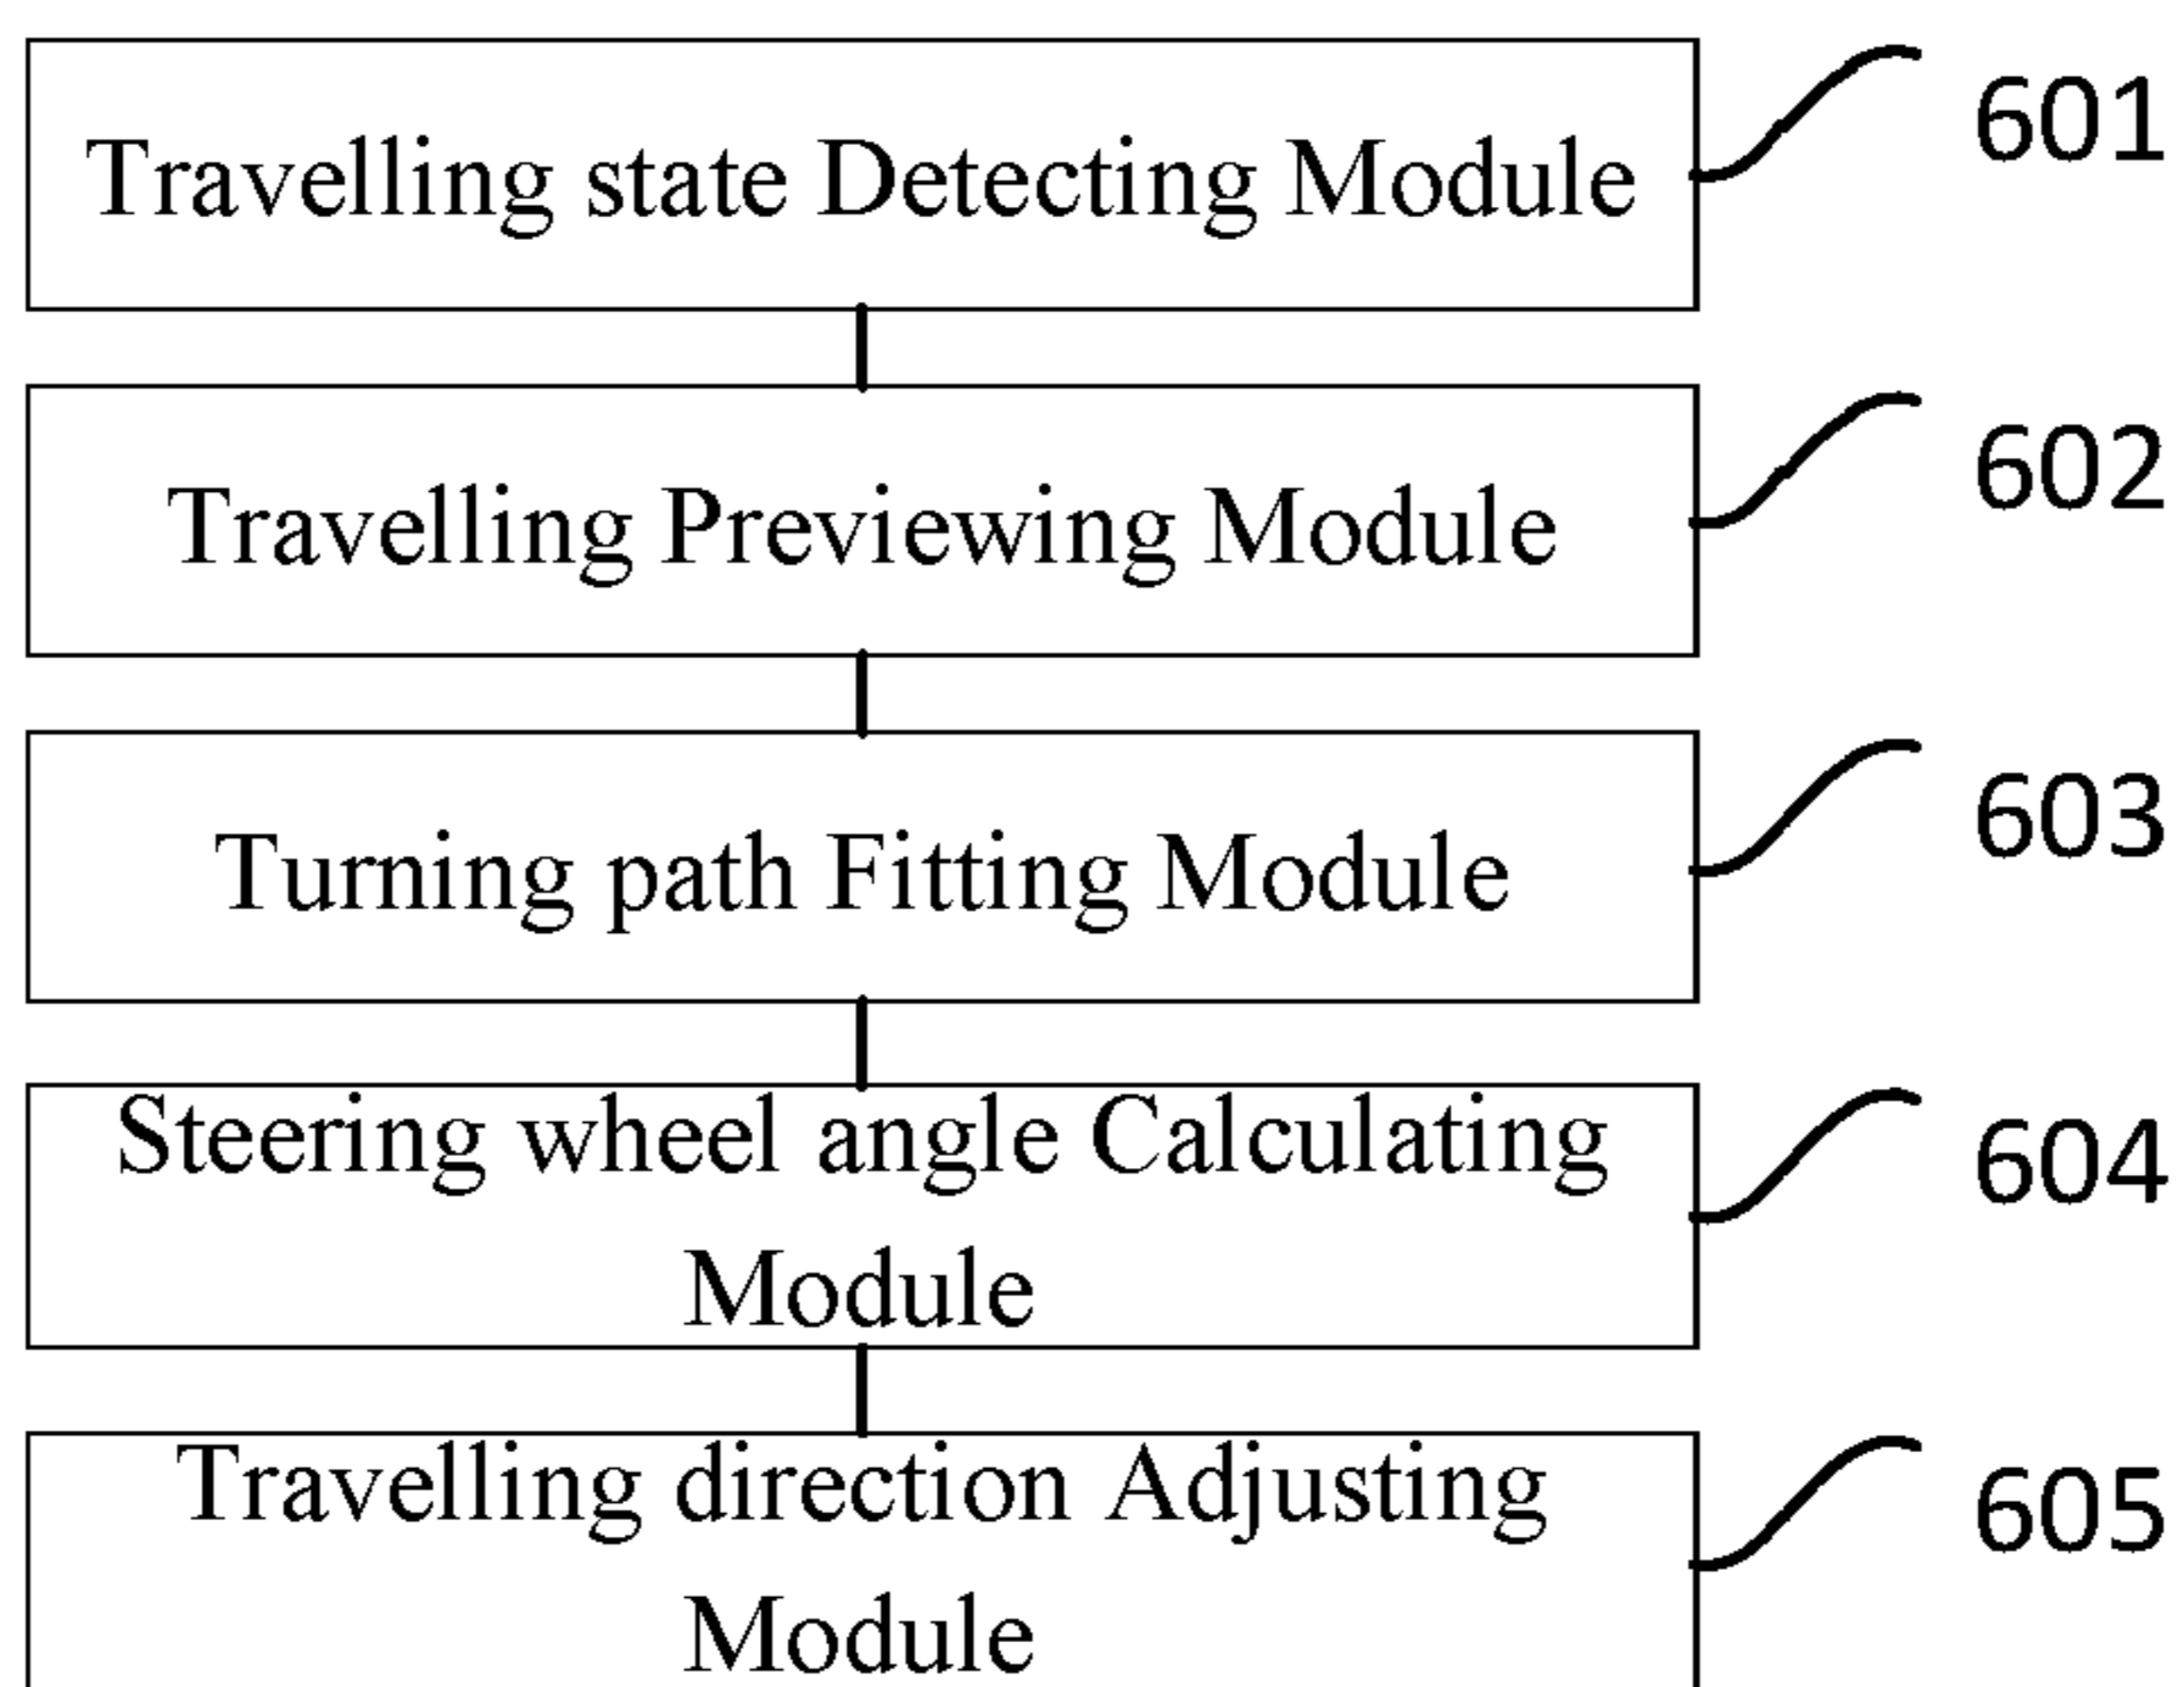 Travelling state Detecting Module
601
Travelling Previewing Module
602
Turning path Fitting Module
603
Steering wheel angle Calculating
Module
604
Travelling direction Adjusting
Module
605